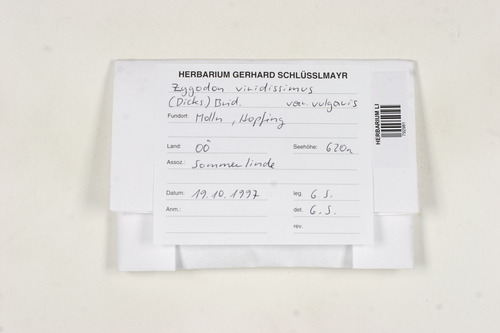 HERBARIUM GERHARD SCHLÜSSLMAYR
Zygodon viridissimus
(Dicks.) Brid. var. vulgaris
Fundort: Molln, Hopfing
Land: OÖ Seehöhe: 620m
Assoz.: Sommerlinde
Datum: 19.10.1997 leg. G.S.
Anm.: det. G.S.
rev.
HERBARIUM LI